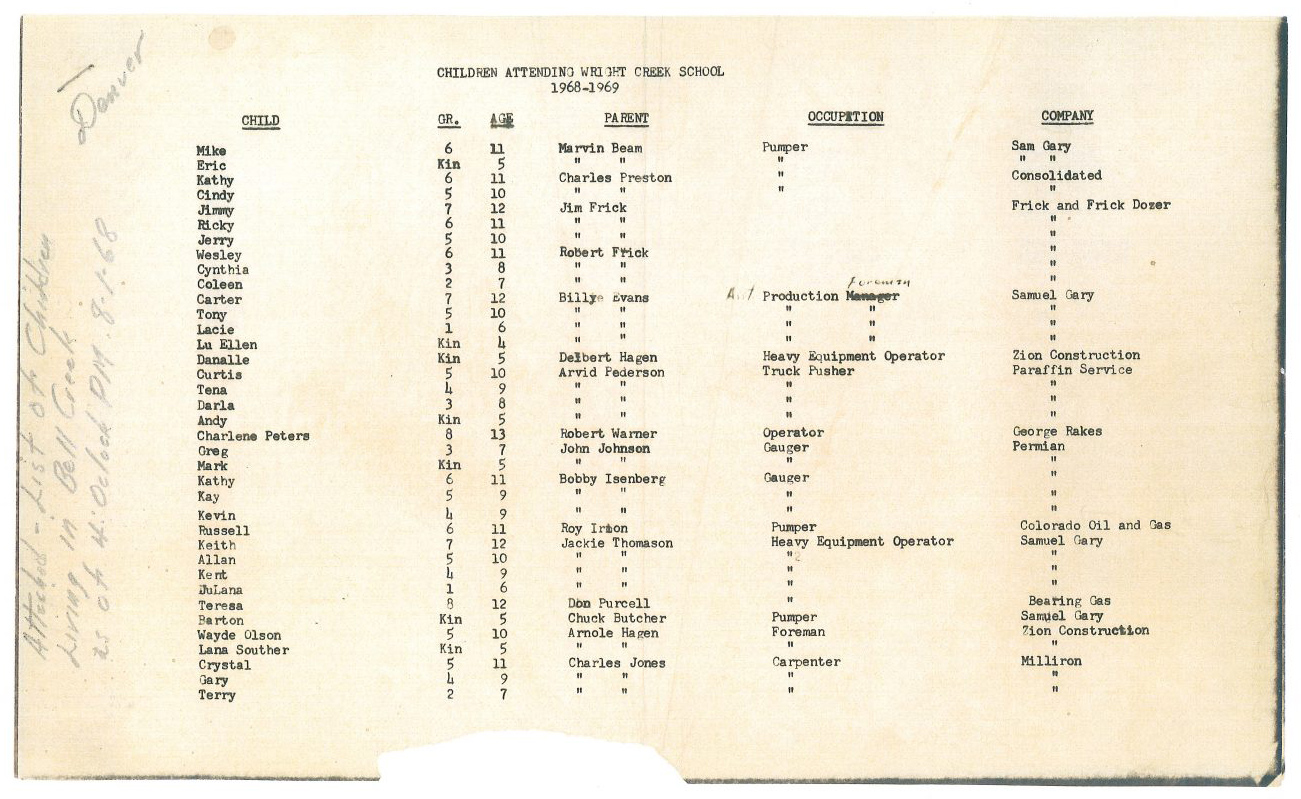 Denver
Attached - List of Children
Living in Bell Creek
as of 4:Oclock P.M. 8-1-68
CHILDREN ATTENDING WRIGHT CREEK SCHOOL
1968-1969
CHILD GR. AGE PARENT OCCUPATION COMPANY
Mike 6 11 Marvin Beam Pumper Sam Gary
Eric Kin 5 " " " " "
Kathy 6 11 Charles Preston " Consolidated
Cindy 5 10 " " " "
Jimmy 7 12 Jim Frick Frick and Frick Dozer
Ricky 6 11 " " "
Jerry 5 10 " " "
Wesley 6 11 Robert Frick "
Cynthia 3 8 " " "
Coleen 2 7 " " "
Foreman
Carter 7 12 Billye Evans Production Manager Samuel Gary
Tony 5 10 " " " " "
Lacie 1 6 " " " " "
Lu Ellen Kin 4 " " " " "
Danalle Kin 5 Delbert Hagen Heavy Equipment Operator Zion Construction
Curtis 5 10 Arvid Pederson Truck Pusher Paraffin Service
Tena 4 9 " " " "
Darla 3 8 " " " "
Andy Kin 5 " " " "
Charlene Peters 8 13 Robert Warner Operator George Rakes
Greg 3 7 John Johnson Gauger Permian
Mark Kin 5 " " " "
Kathy 6 11 Bobby Isenberg Gauger "
Kay 5 9 " " " "
Kevin 4 9 " " " "
Russell 6 11 Roy Irion Pumper Colorado Oil and Gas
Keith 7 12 Jackie Thomason Heavy Equipment Operator Samuel Gary
Allan 5 10 " " " "
Kent 4 9 " " " "
JuLana 1 6 " " " "
Teresa 8 12 Don Purcell " Bearing Gas
Barton Kin 5 Chuck Butcher Pumper Samuel Gary
Wayde Olson 5 10 Arnole Hagen Foreman Zion Construction
Lana Souther Kin 5 " " " "
Crystal 5 11 Charles Jones Carpenter Milliron
Gary 4 9 " " " "
Terry 2 7 " " " "